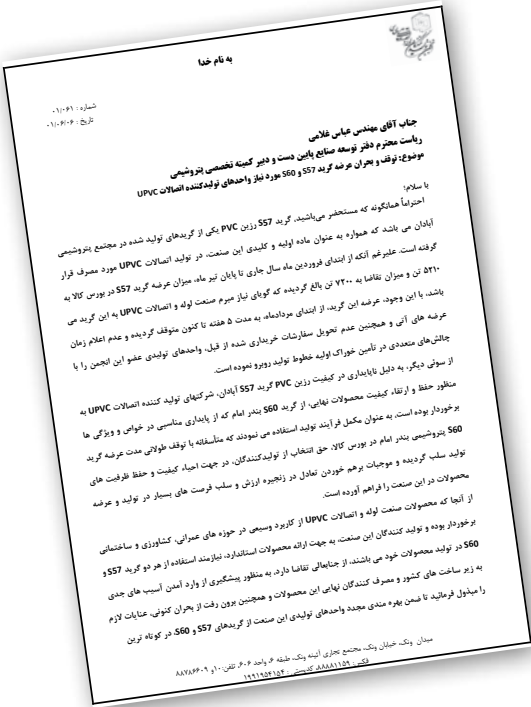 به نام خدا
شماره : ۰۱/۰۶۱
تاریخ : ۰۱/۰۶/۰۶
جناب آقای مهندس عباس غلامی
ریاست محترم دفتر توسعه صنایع پایین دست و دبیر کمیته تخصصی پتروشیمی
موضوع: توقف و بحران عرضه گرید S57 و S60 مورد نیاز واحدهای تولیدکننده اتصالات UPVC
با سلام؛
احتراماً همانگونه که مستحضر می‌باشید، گرید S57 رزین PVC یکی از گریدهای تولید شده در مجتمع پتروشیمی
آبادان می باشد که همواره به عنوان ماده اولیه و کلیدی این صنعت، در تولید اتصالات UPVC مورد مصرف قرار
گرفته است. علیرغم آنکه از ابتدای فروردین ماه سال جاری تا پایان تیر ماه، میزان عرضه گرید S57 در بورس کالا به
۵۲۱۰ تن و میزان تقاضا به ۷۲۰۰ تن بالغ گردیده که گویای نیاز مبرم صنعت لوله و اتصالات UPVC به این گرید می
باشد، با این وجود، عرضه این گرید، از ابتدای مردادماه، به مدت ۵ هفته تا کنون متوقف گردیده و عدم اعلام زمان
عرضه های آتی و همچنین عدم تحویل سفارشات خریداری شده از قبل، واحدهای تولیدی عضو این انجمن را با
چالش‌های متعددی در تأمین خوراک اولیه خطوط تولید روبرو نموده است.
از سوئی دیگر، به دلیل ناپایداری در کیفیت رزین PVC گرید S57 آبادان، شرکتهای تولید کننده اتصالات UPVC به
منظور حفظ و ارتقاء کیفیت محصولات نهایی، از گرید S60 بندر امام که از پایداری مناسبی در خواص و ویژگی ها
برخوردار بوده است، به عنوان مکمل فرآیند تولید استفاده می نمودند که متأسفانه با توقف طولانی مدت عرضه گرید
S60 پتروشیمی بندر امام در بورس کالا، حق انتخاب از تولیدکنندگان، در جهت احیاء کیفیت و حفظ ظرفیت های
تولید سلب گردیده و موجبات برهم خوردن تعادل در زنجیره ارزش و سلب فرصت های بسیار در تولید و عرضه
محصولات در این صنعت را فراهم آورده است.
از آنجا که محصولات صنعت لوله و اتصالات UPVC از کاربرد وسیعی در حوزه های عمرانی، کشاورزی و ساختمانی
برخوردار بوده و تولید کنندگان این صنعت، به جهت ارائه محصولات استاندارد، نیازمند استفاده از هر دو گرید S57 و
S60 در تولید محصولات خود می باشند، از جنابعالی تقاضا دارد، به منظور پیشگیری از وارد آمدن آسیب های جدی
به زیر ساخت های کشور و مصرف کنندگان نهایی این محصولات و همچنین برون رفت از بحران کنونی، عنایات لازم
را مبذول فرمائید تا ضمن بهره مندی مجدد واحدهای تولیدی این صنعت از گریدهای S57 و S60، در کوتاه ترین
میدان ونک، خیابان ونک، مجتمع تجاری آئینه ونک، طبقه ۶، واحد ۶۰۶، تلفن: ۱۰ و ۸۸۷۸۶۶۰۹
فکس: ۸۸۸۸۱۱۵۹، کدپستی: ۱۹۹۱۹۵۴۱۵۴